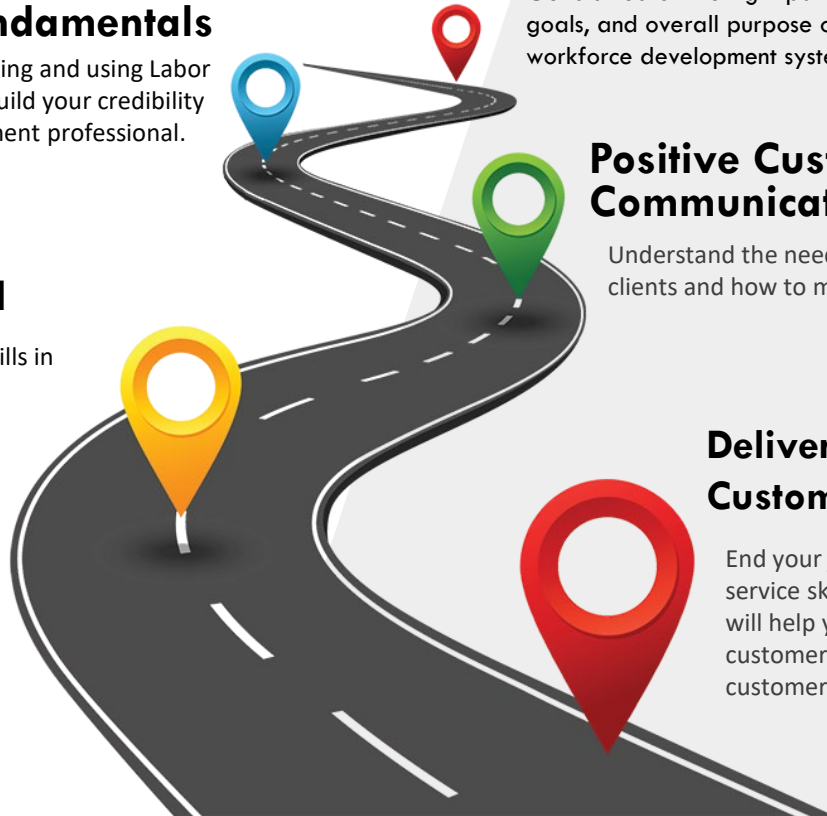 ndamentals
ing and using Labor
uild your credibility
ment professional.
goals, and overall purpose o
workforce development syste
Positive Cust
Communicat
Understand the need
clients and how to m
ills in
Deliver
Custom
End your
service sk
will help y
customer
customer